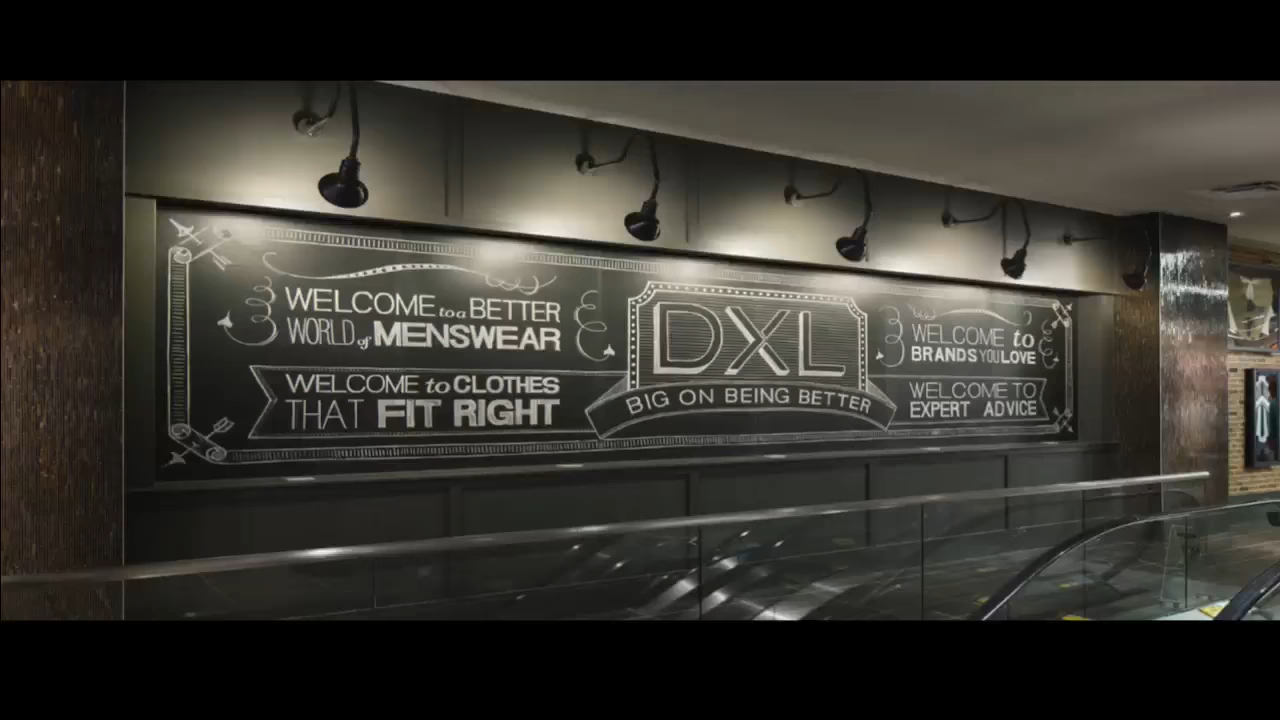 WELCOME to a BETTER
WORLD of MENSWEAR
WELCOME to CLOTHES
THAT FIT RIGHT
DXL
BIG ON BEING BETTER
WELCOME to
BRANDS YOU LOVE
WELCOME TO
EXPERT ADVICE